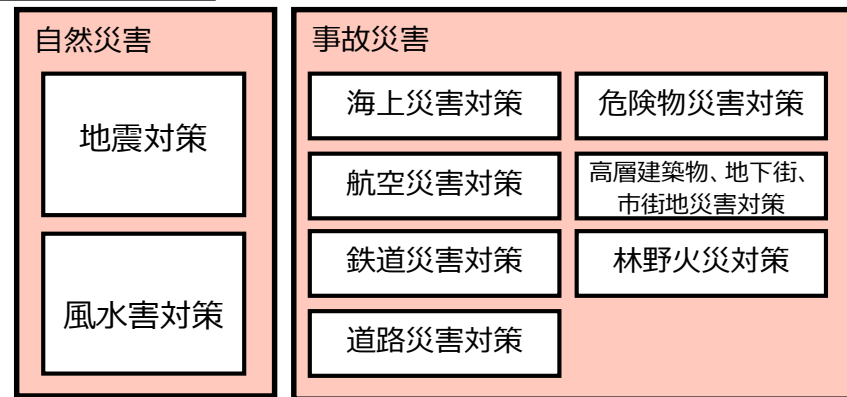 自然災害
地震対策
風水害対策
事故災害
海上災害対策
危険物災害対策
航空災害対策
高層建築物、地下街、
市街地災害対策
鉄道災害対策
林野火災対策
道路災害対策